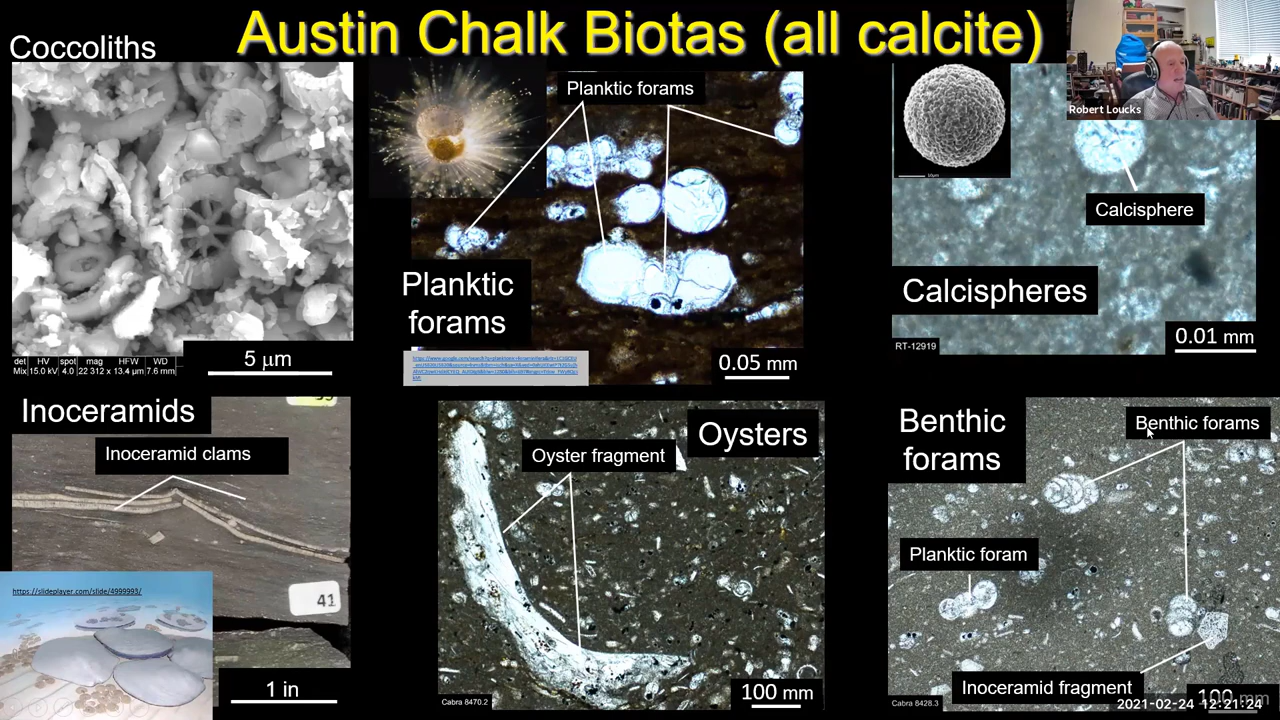 Austin Chalk Biotas (all calcite)
Robert Loucks
Coccoliths
det HV spot mag HFW WD
Mix 15.0 kV 4.0 22 312 x 13.4 µm 7.6 mm
5 µm
Planktic forams
Planktic
forams
0.05 mm
10µm
Calcisphere
Calcispheres
RT-12919
0.01 mm
Inoceramids
Inoceramid clams
41
https://slideplayer.com/slide/4999993/
1 in
Oysters
Oyster fragment
Cabra 8470.2
100 mm
Benthic
forams
Benthic forams
Planktic foram
Inoceramid fragment
Cabra 8428.3
100 mm
2021-02-24 12:21:24